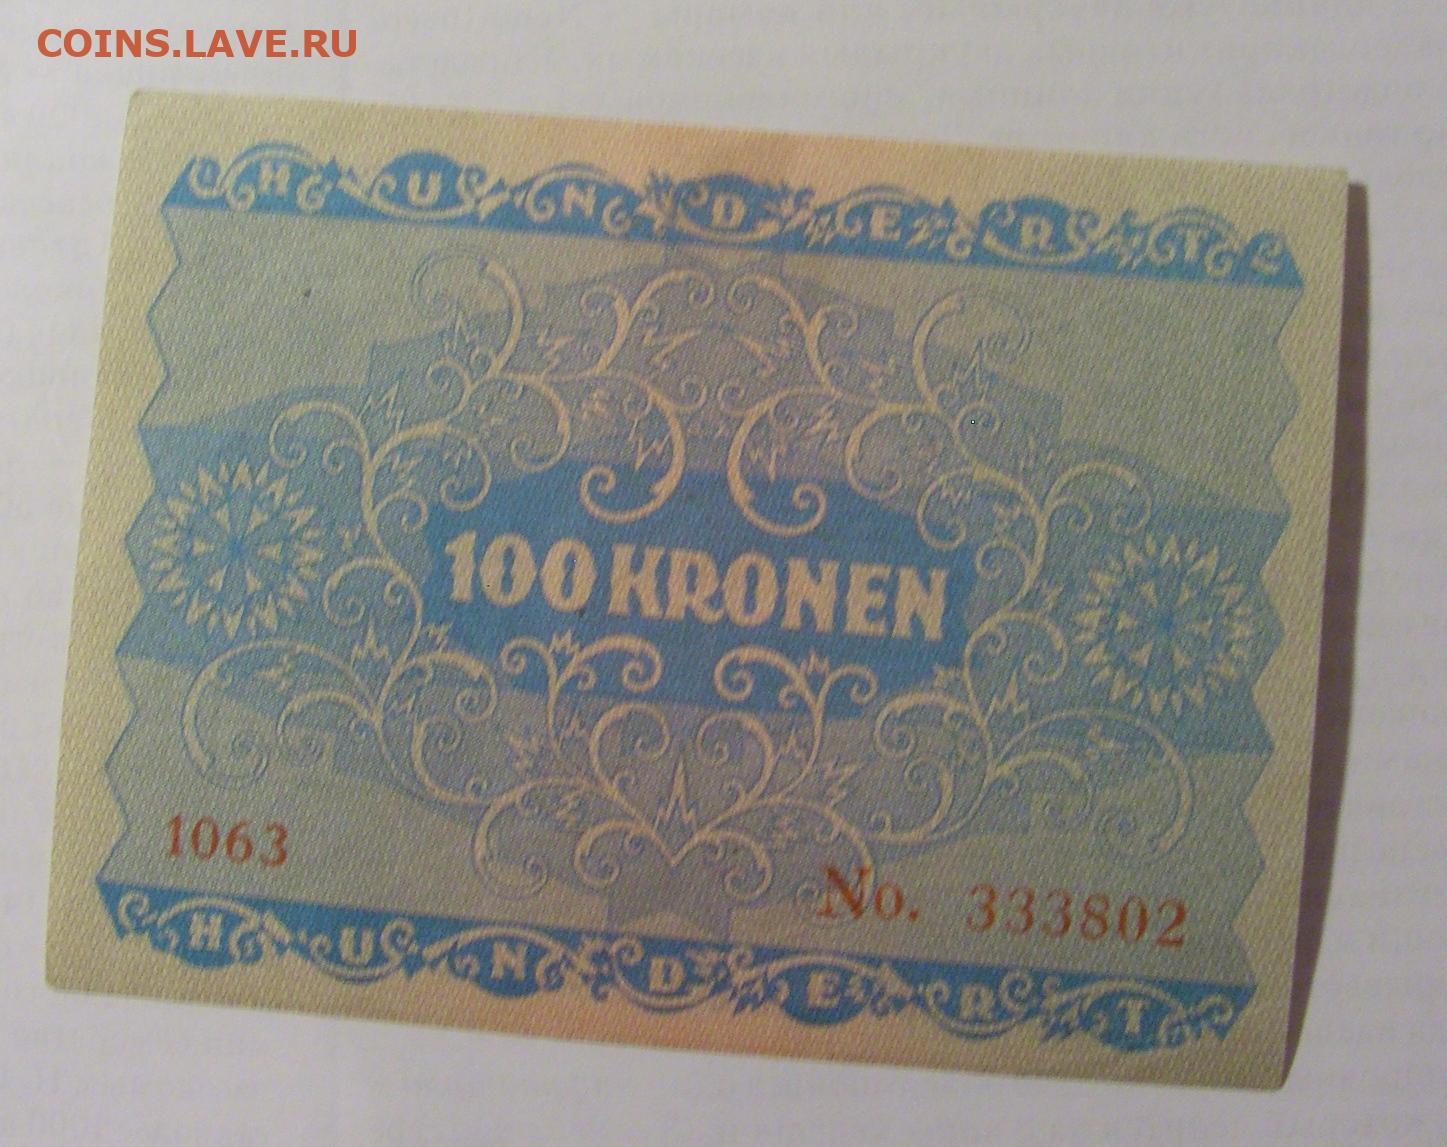 COINS.LAVE.RU
HUNDERT
100 KRONEN
1063
No. 333802
HUNDERT